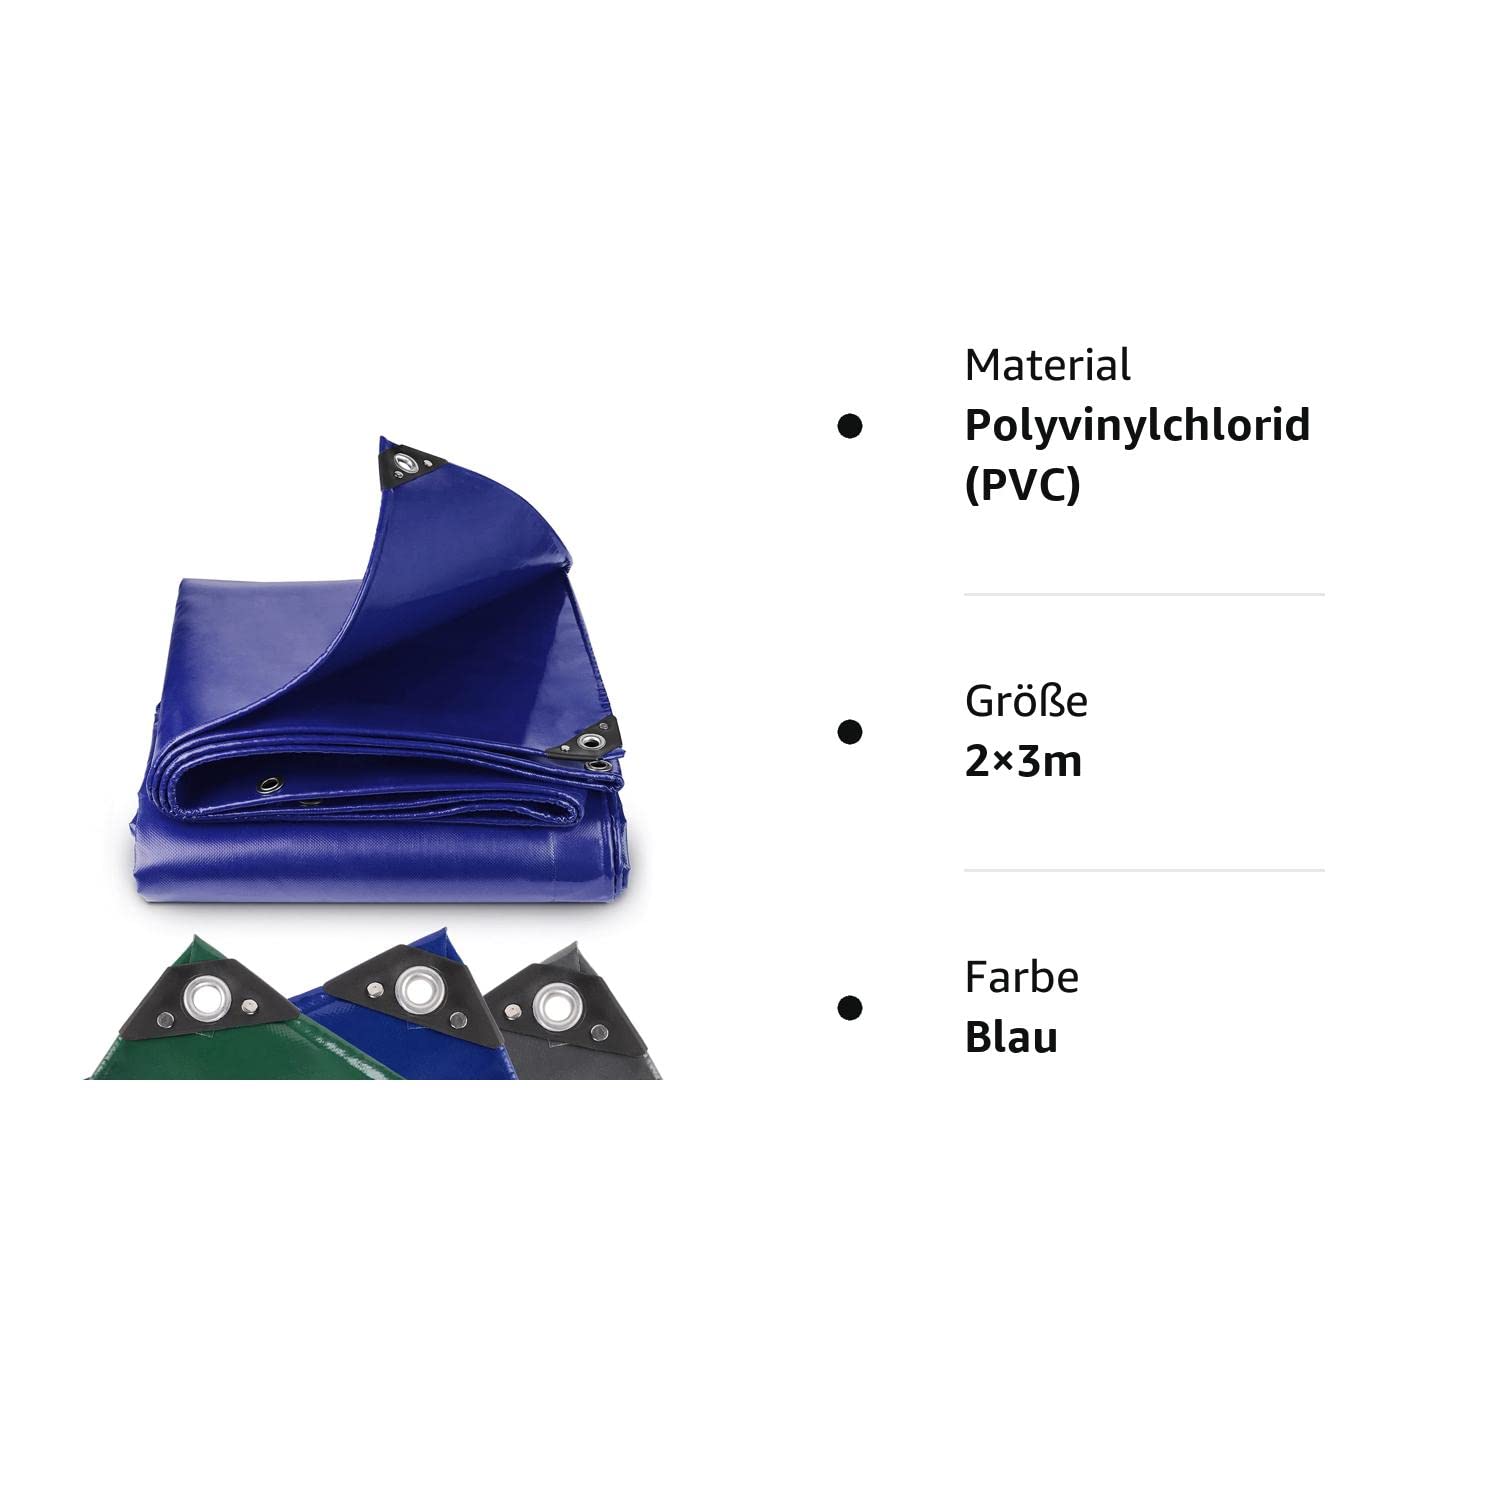 Material
Polyvinylchlorid
(PVC)
Größe
2×3m
Farbe
Blau